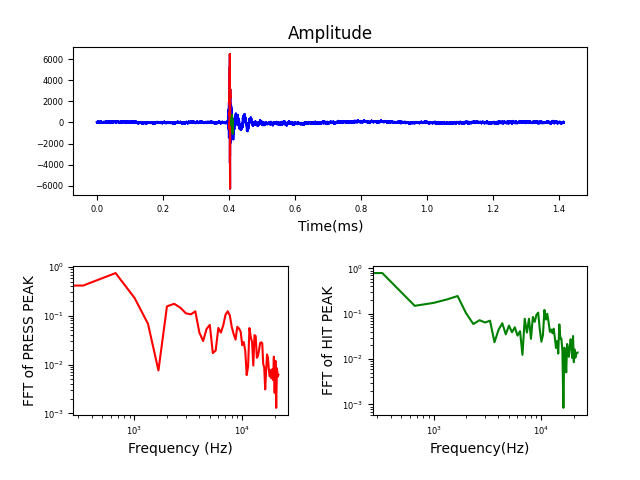 Amplitude
6000
4000
2000
0
−2000
−4000
−6000
0.0 0.2 0.4 0.6 0.8 1.0 1.2 1.4
Time(ms)
FFT of PRESS PEAK
10⁰
10⁻¹
10⁻²
10⁻³
10³ 10⁴
Frequency (Hz)
FFT of HIT PEAK
10⁰
10⁻¹
10⁻²
10⁻³
10³ 10⁴
Frequency(Hz)